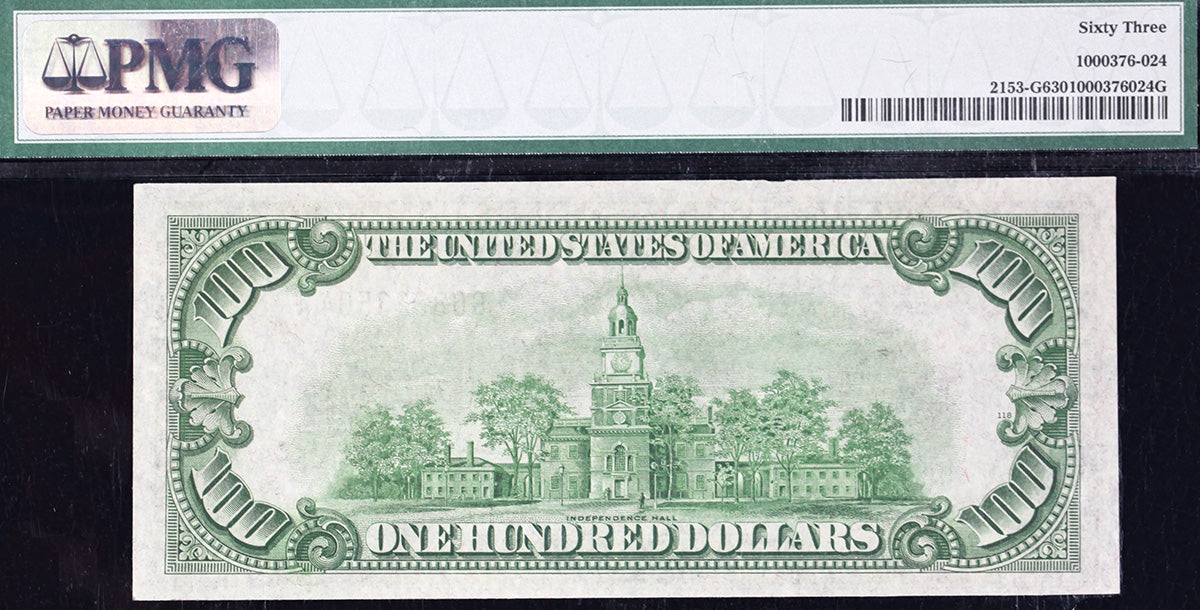 PMG
PAPER MONEY GUARANTY
Sixty Three
1000376-024
2153-G6301000376024G
100
THE UNITED STATES OF AMERICA
100
118
INDEPENDENCE HALL
100
ONE HUNDRED DOLLARS
100